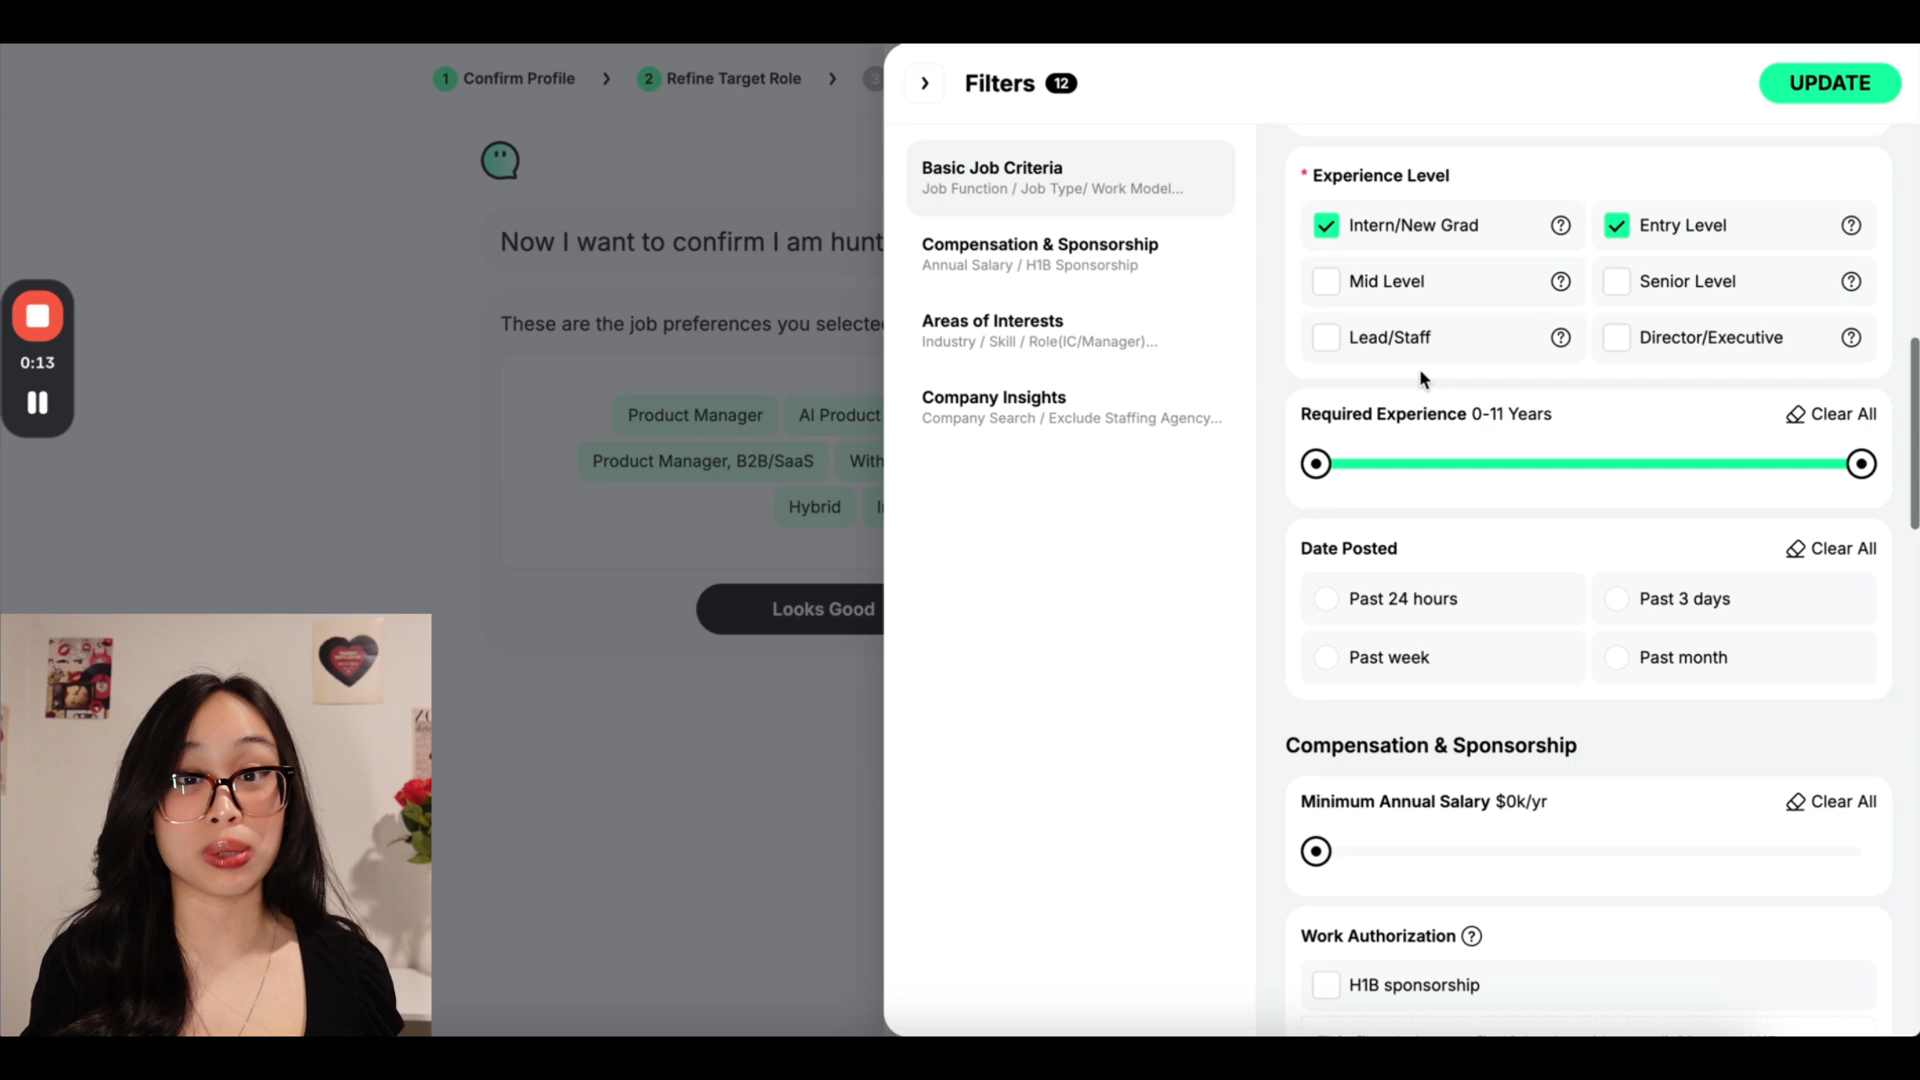 1 Confirm Profile > 2 Refine Target Role > 3
Now I want to confirm I am hunt
These are the job preferences you selecte
Product Manager AI Product
Product Manager, B2B/SaaS With
Hybrid
Looks Good
0:13
Filters 12
UPDATE
Basic Job Criteria
Job Function / Job Type/ Work Model...
Compensation & Sponsorship
Annual Salary / H1B Sponsorship
Areas of Interests
Industry / Skill / Role(IC/Manager)...
Company Insights
Company Search / Exclude Staffing Agency...
* Experience Level
Intern/New Grad Entry Level
Mid Level Senior Level
Lead/Staff Director/Executive
Required Experience 0-11 Years Clear All
Date Posted Clear All
Past 24 hours Past 3 days
Past week Past month
Compensation & Sponsorship
Minimum Annual Salary $0k/yr Clear All
Work Authorization
H1B sponsorship